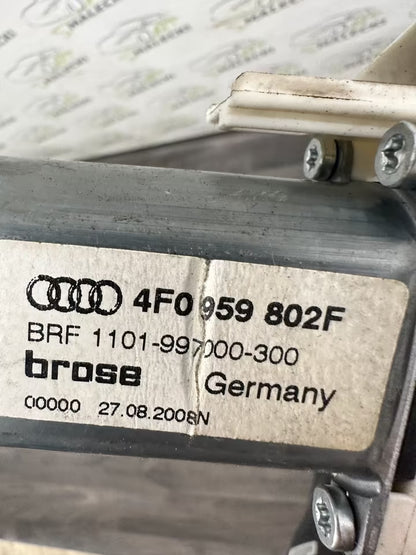 4F0 959 802F
BRF 1101-997000-300
brose Germany
00000 27.08.2008N